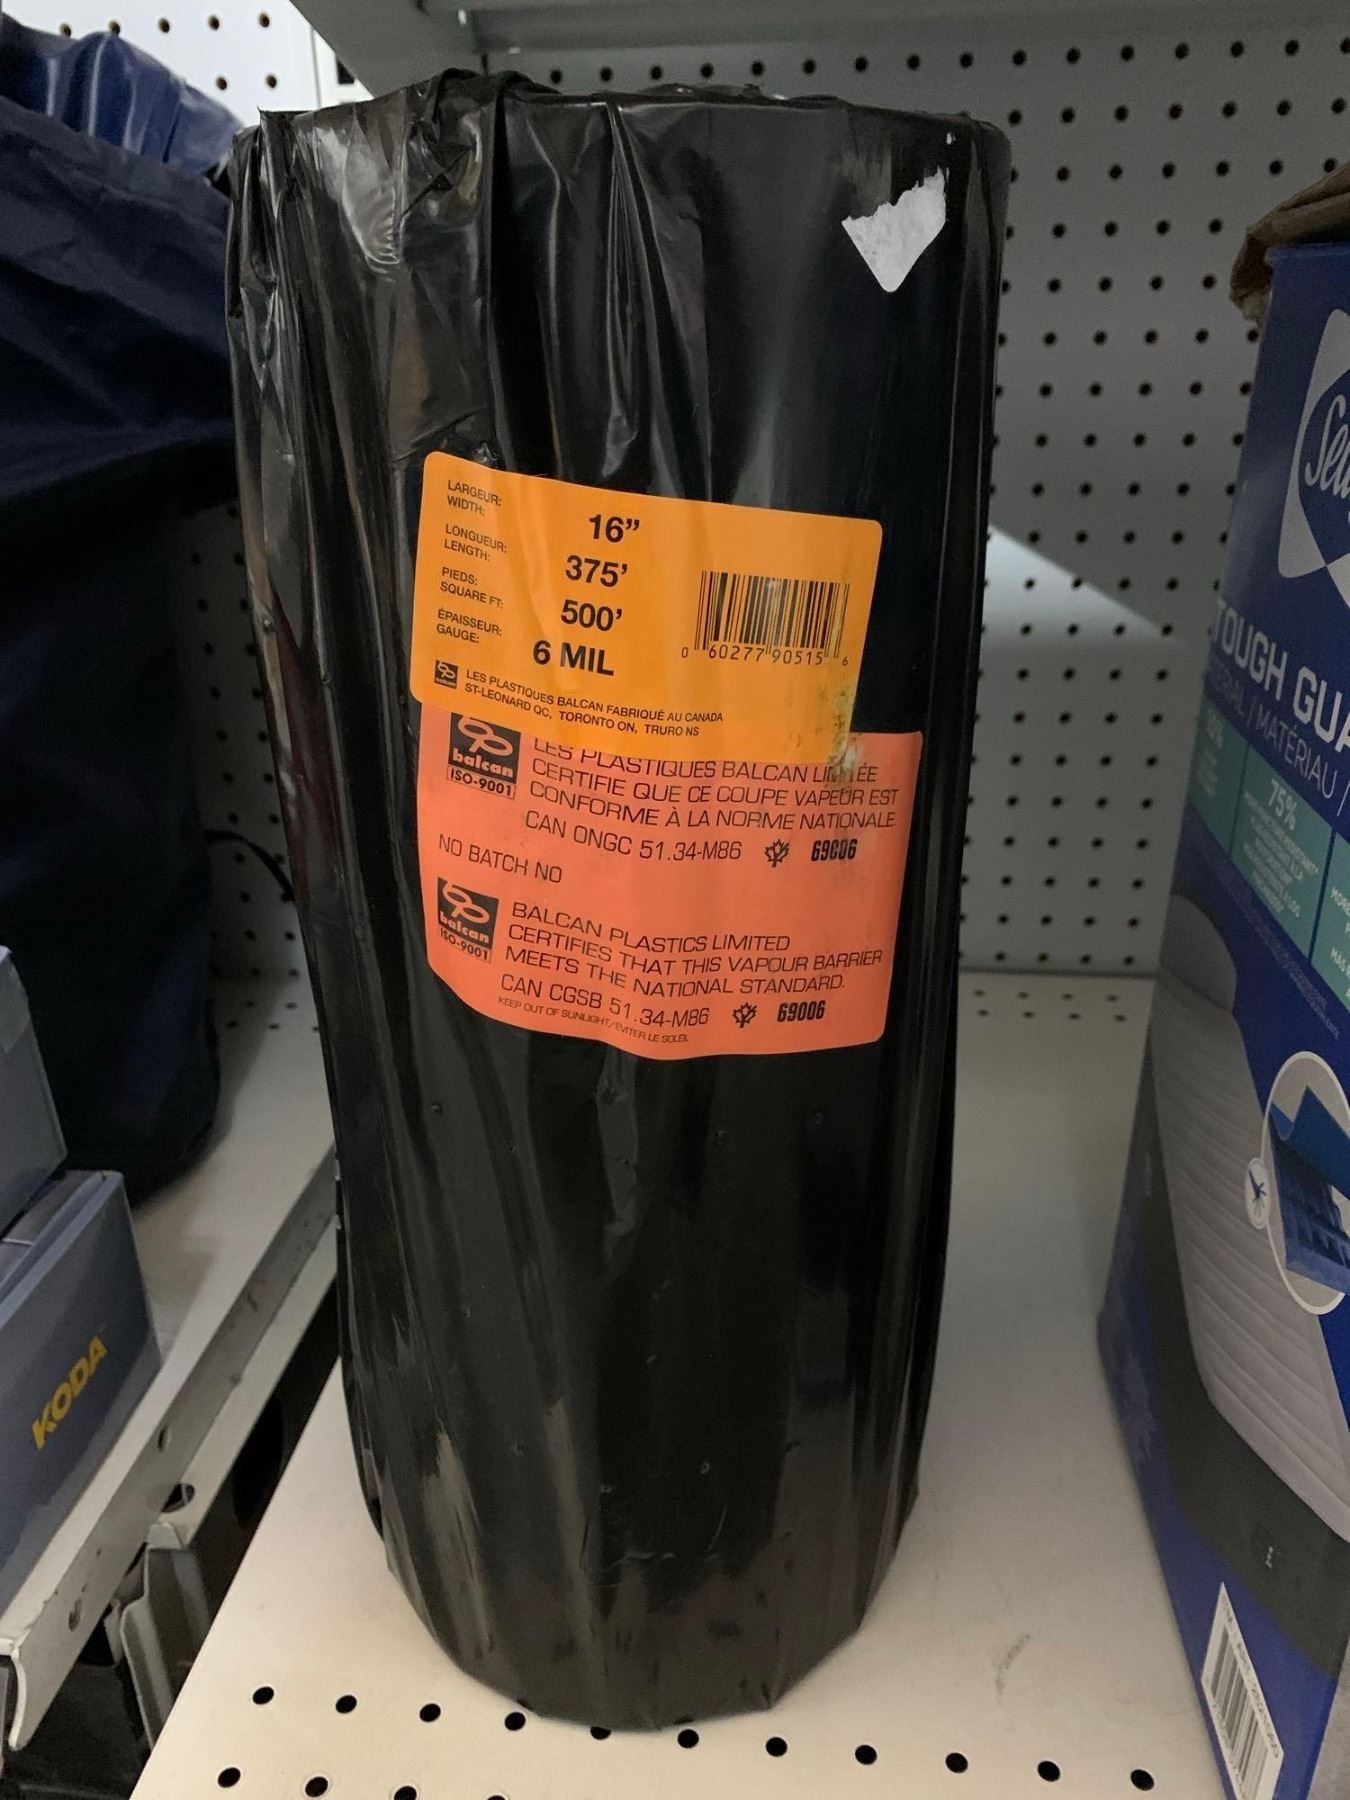 LARGEUR:
WIDTH:
16”
LONGUEUR:
LENGTH:
375’
PIEDS:
SQUARE FT:
500’
ÉPAISSEUR:
GAUGE:
6 MIL
0 60277 90515 6
LES PLASTIQUES BALCAN FABRIQUÉ AU CANADA
ST-LEONARD QC, TORONTO ON, TRURO NS
balcan
ISO-9001
LES PLASTIQUES BALCAN LIMITÉE
CERTIFIE QUE CE COUPE VAPEUR EST
CONFORME À LA NORME NATIONALE
CAN ONGC 51.34-M86 69006
NO BATCH NO
balcan
ISO-9001
BALCAN PLASTICS LIMITED
CERTIFIES THAT THIS VAPOUR BARRIER
MEETS THE NATIONAL STANDARD.
CAN CGSB 51.34-M86 69006
KEEP OUT OF SUNLIGHT/ÉVITER LE SOLEIL
KODA
TOUGH
MATÉRIAU /
75%